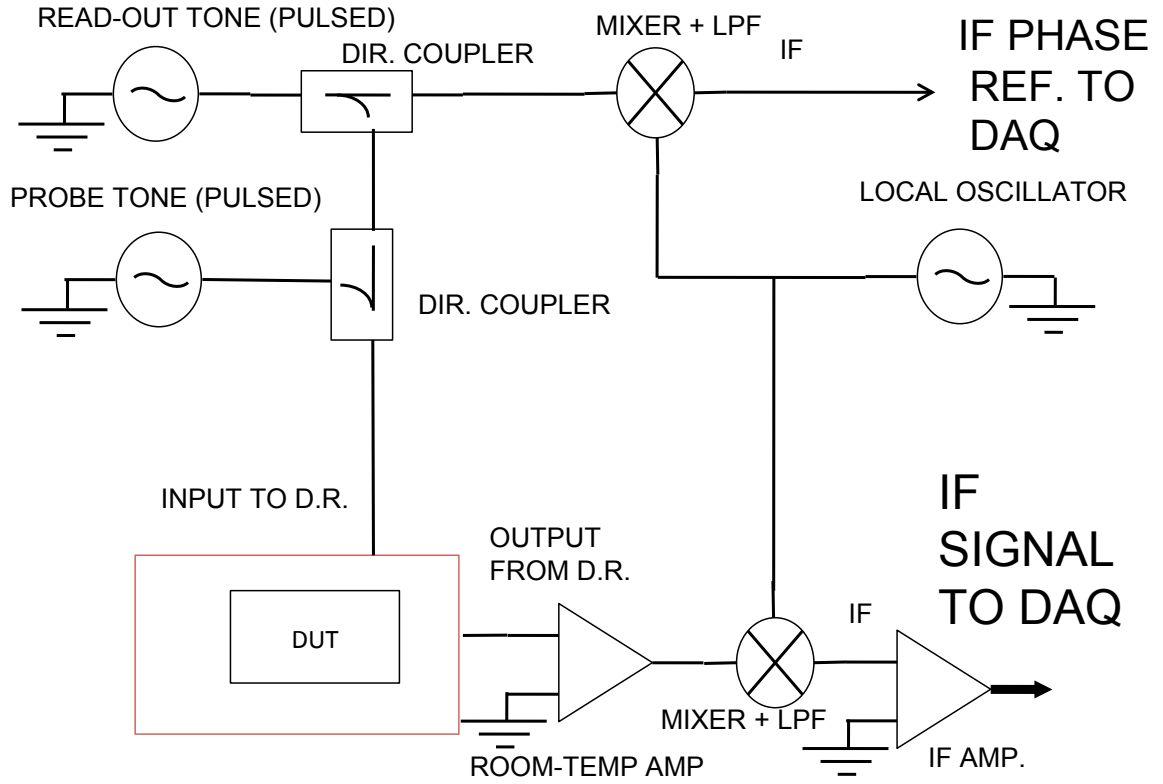 READ-OUT TONE (PULSED)
DIR. COUPLER
MIXER + LPF
IF
IF PHASE
REF. TO
DAQ
PROBE TONE (PULSED)
LOCAL OSCILLATOR
DIR. COUPLER
INPUT TO D.R.
OUTPUT
FROM D.R.
IF
SIGNAL
TO DAQ
IF
DUT
MIXER + LPF
ROOM-TEMP AMP
IF AMP.